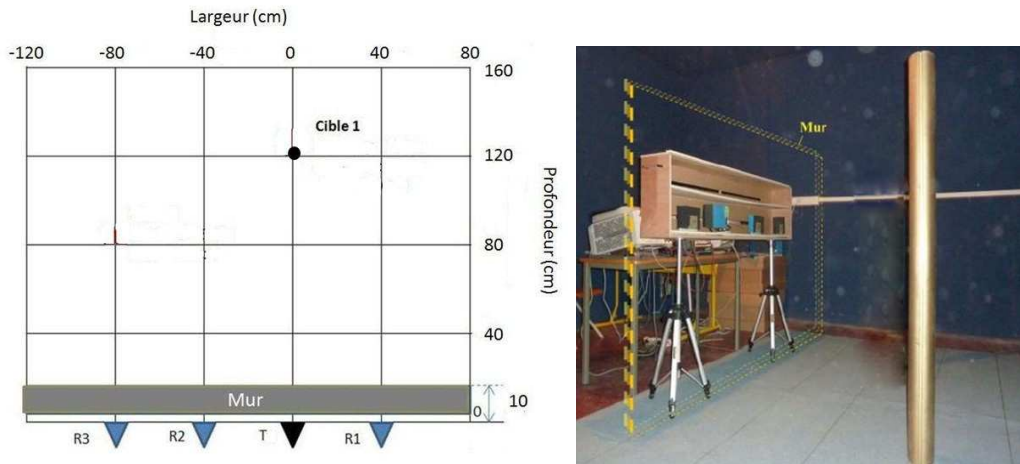 Largeur (cm)
-120 -80 -40 0 40 80
160
Cible 1
120
Profondeur (cm)
80
40
Mur
0
10
R3 R2 T R1
Mur